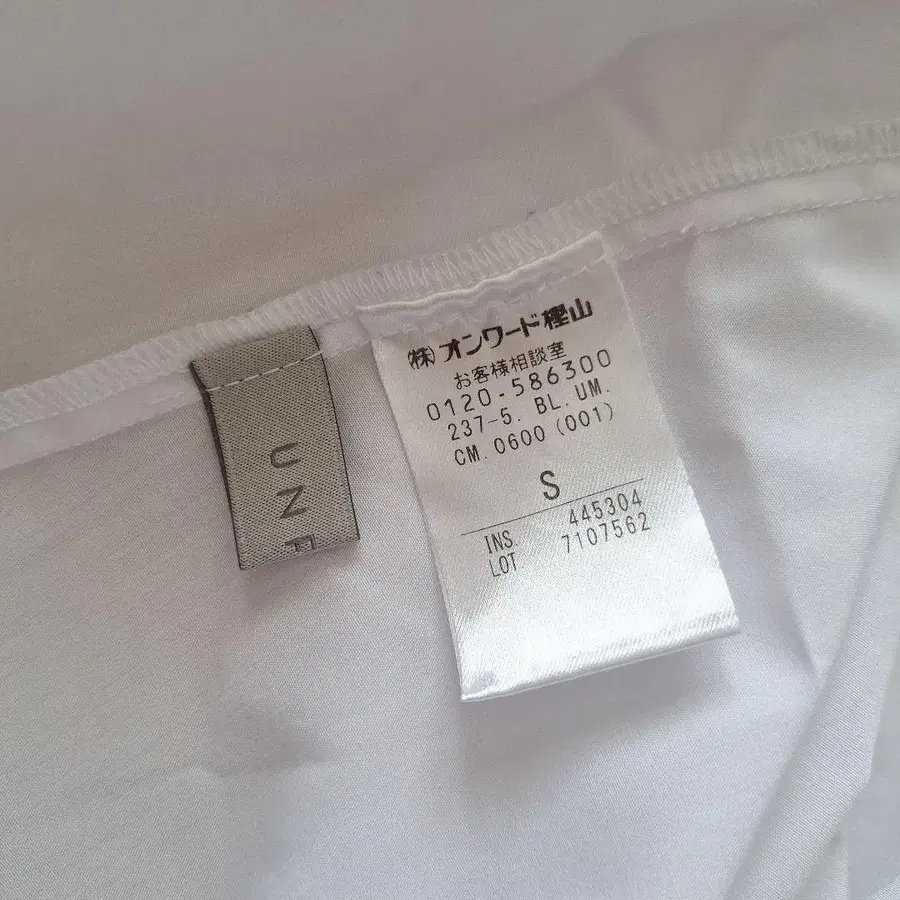 UNF
(株)オンワード樫山
お客様相談室
0120-586300
237-5. BL. UM.
CM. 0600 (001)
S
INS 445304
LOT 7107562